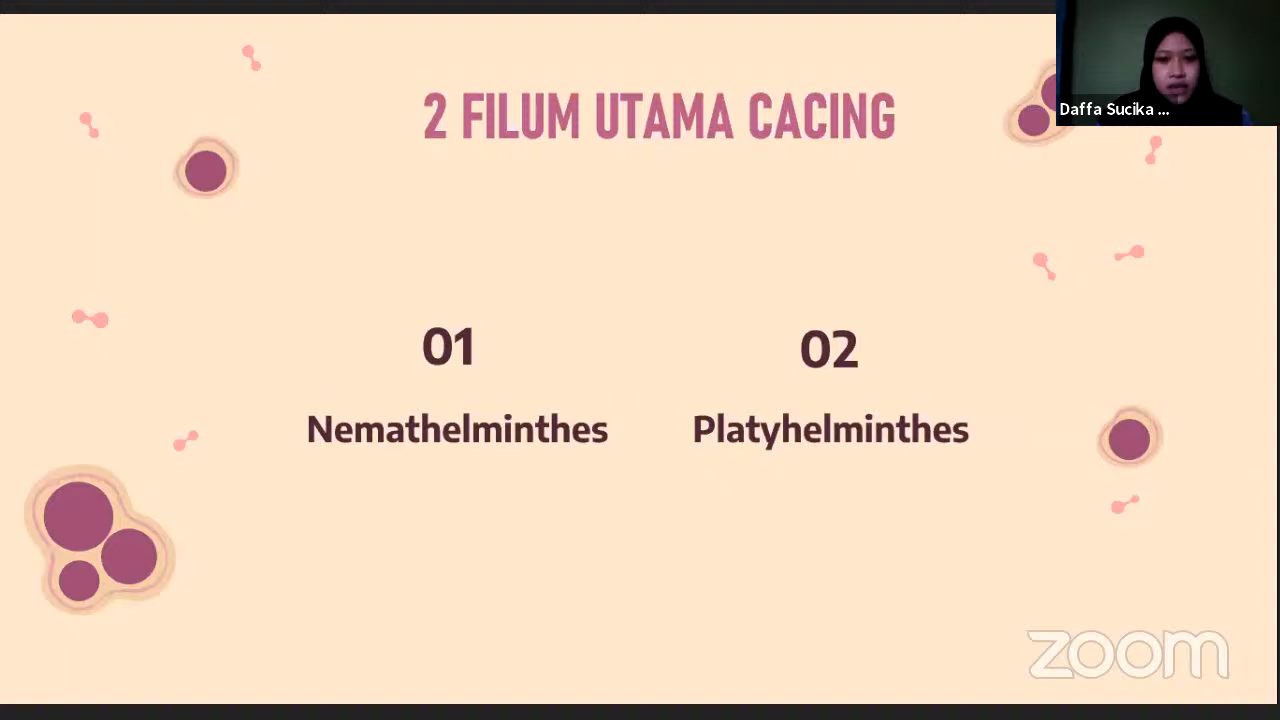 2 FILUM UTAMA CACING
Daffa Sucika ...
01
02
Nemathelminthes
Platyhelminthes
zoom